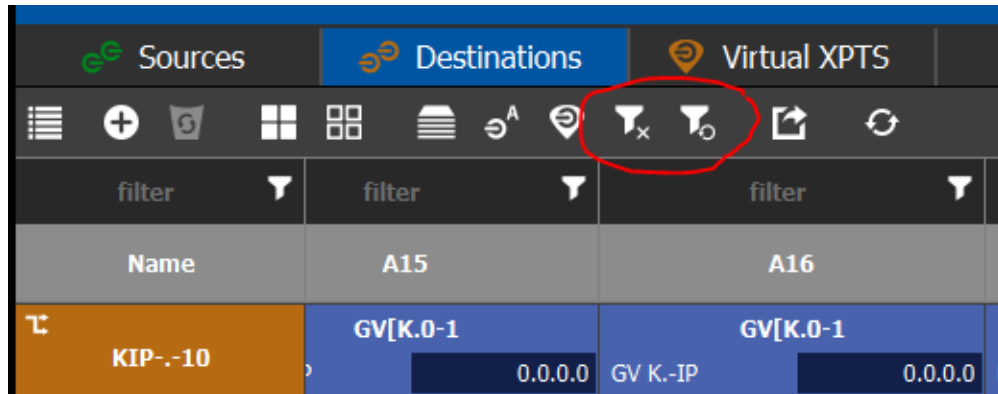 Sources Destinations Virtual XPTS
A
filter filter filter
Name A15 A16
GV[K.0-1 GV[K.0-1
KIP-.-10
0.0.0.0 GV K.-IP 0.0.0.0